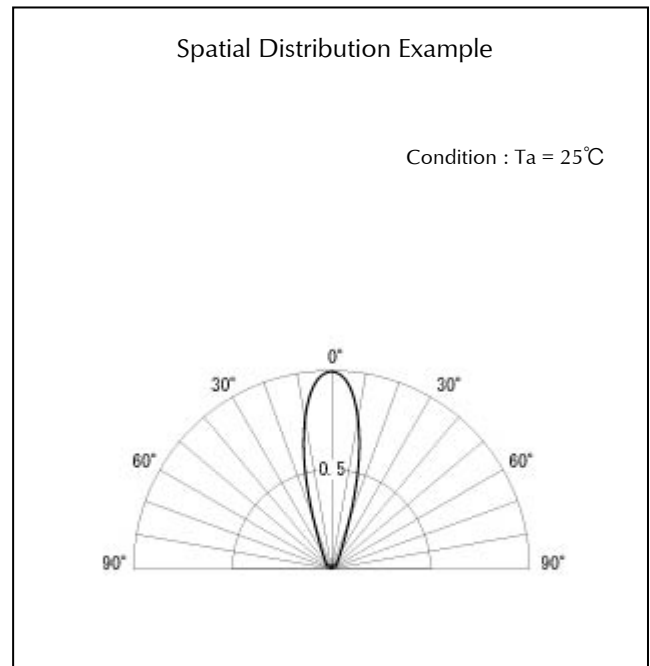 Spatial Distribution Example
Condition : Ta = 25℃
0°
30° 30°
60° 60°
0.5
90° 90°